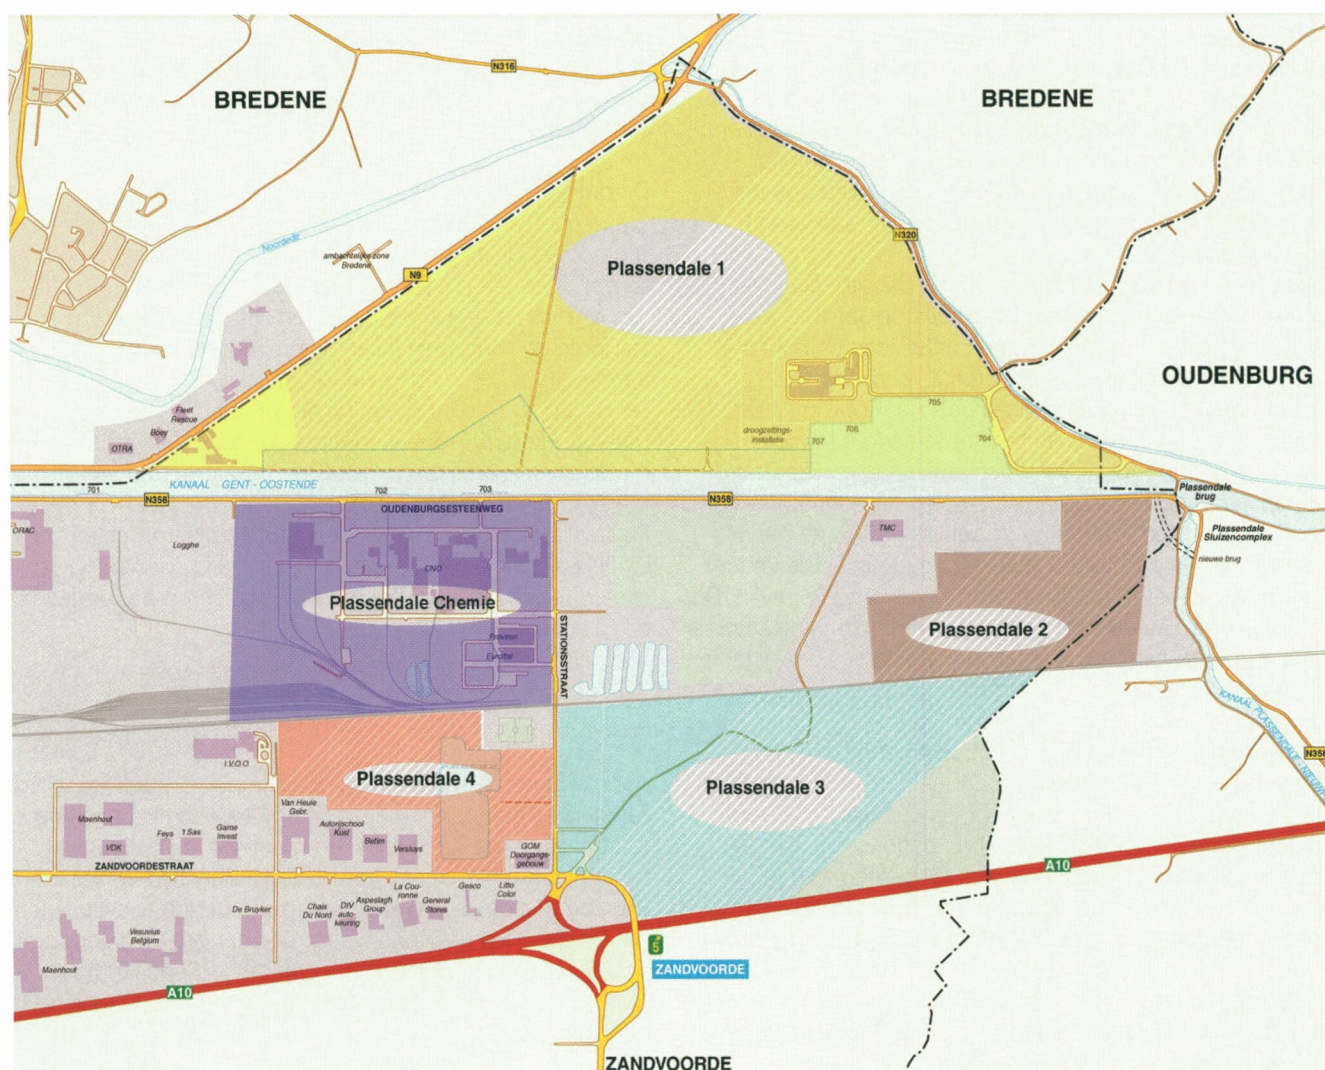 N316
BREDENE
BREDENE
Noordede
N320
ambachtelijke zone
Bredene
N9
Plassendale 1
OUDENBURG
705
Fleet
Rescue
Boey
706
droogzettings-
installatie
707
704
OTRA
701
KANAAL GENT - OOSTENDE
702
703
Plassendale
brug
N358
N358
OUDENBURGSESTEENWEG
ORAC
TMC
Plassendale
Sluizencomplex
Logghe
nieuwe brug
CNO
Plassendale Chemie
STATIONSSTRAAT
Plassendale 2
Proviron
KANAAL PLASSENDALE - NIEUWP
N358
I.V.O.O.
Plassendale 4
Plassendale 3
Van Heule
Gebr.
Maenhout
Autorijschool
Kust
Game
Invest
Feys
't Sas
Betim
Versluys
VDK
GOM
Doorgangs-
gebouw
ZANDVOORDESTRAAT
A10
La Cou-
ronne
Gesco
Litto
Color
Aspeslagh
Group
General
Stores
De Bruyker
Chais
Du Nord
DIV
auto-
keuring
Vesuvius
Belgium
5
Maenhout
ZANDVOORDE
A10
ZANDVOORDE